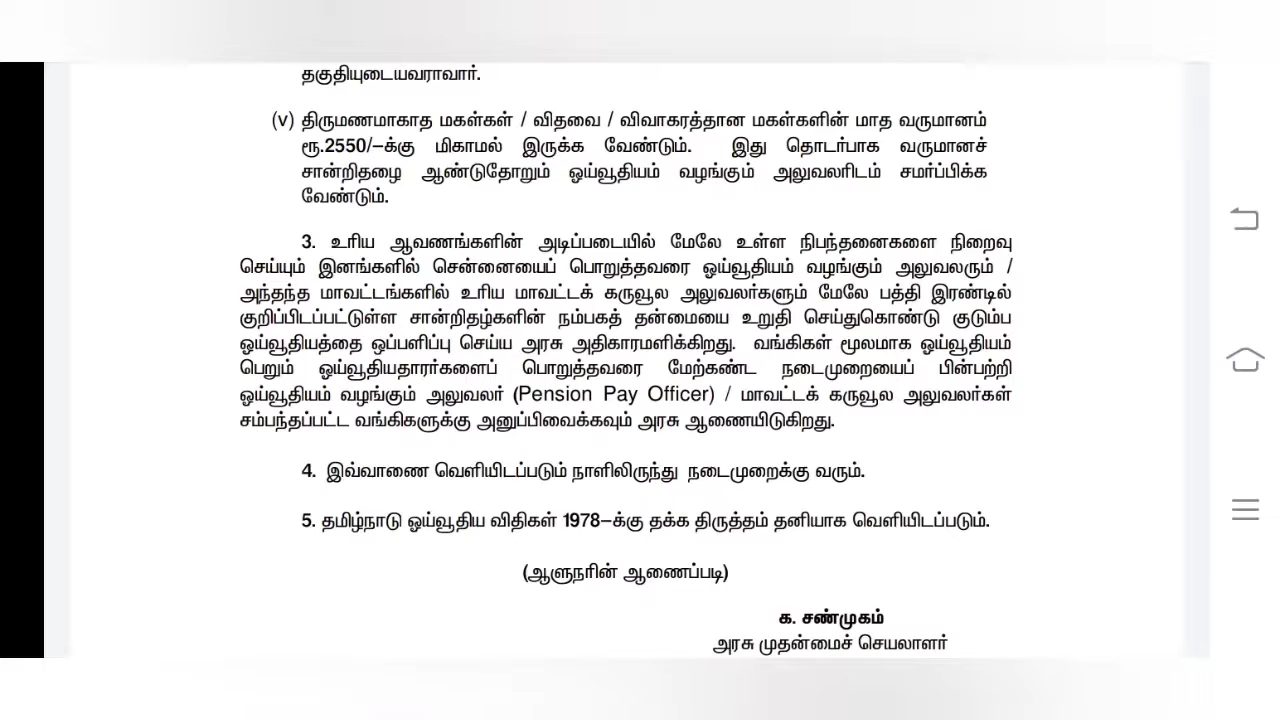 தகுதியுடையவராவார்.
(v) திருமணமாகாத மகள்கள் / விதவை / விவாகரத்தான மகள்களின் மாத வருமானம்
ரூ.2550/–க்கு மிகாமல் இருக்க வேண்டும். இது தொடர்பாக வருமானச்
சான்றிதழை ஆண்டுதோறும் ஓய்வூதியம் வழங்கும் அலுவலரிடம் சமர்ப்பிக்க
வேண்டும்.
3. உரிய ஆவணங்களின் அடிப்படையில் மேலே உள்ள நிபந்தனைகளை நிறைவு
செய்யும் இனங்களில் சென்னையைப் பொறுத்தவரை ஓய்வூதியம் வழங்கும் அலுவலரும் /
அந்தந்த மாவட்டங்களில் உரிய மாவட்டக் கருவூல அலுவலர்களும் மேலே பத்தி இரண்டில்
குறிப்பிடப்பட்டுள்ள சான்றிதழ்களின் நம்பகத் தன்மையை உறுதி செய்துகொண்டு குடும்ப
ஓய்வூதியத்தை ஒப்பளிப்பு செய்ய அரசு அதிகாரமளிக்கிறது. வங்கிகள் மூலமாக ஓய்வூதியம்
பெறும் ஓய்வூதியதாரர்களைப் பொறுத்தவரை மேற்கண்ட நடைமுறையைப் பின்பற்றி
ஓய்வூதியம் வழங்கும் அலுவலர் (Pension Pay Officer) / மாவட்டக் கருவூல அலுவலர்கள்
சம்பந்தப்பட்ட வங்கிகளுக்கு அனுப்பிவைக்கவும் அரசு ஆணையிடுகிறது.
4. இவ்வாணை வெளியிடப்படும் நாளிலிருந்து நடைமுறைக்கு வரும்.
5. தமிழ்நாடு ஓய்வூதிய விதிகள் 1978–க்கு தக்க திருத்தம் தனியாக வெளியிடப்படும்.
(ஆளுநரின் ஆணைப்படி)
க. சண்முகம்
அரசு முதன்மைச் செயலாளர்